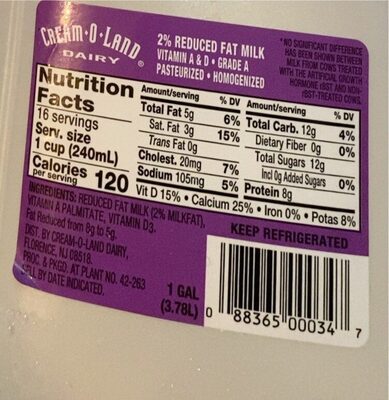 CREAM·O·LAND
DAIRY ®
2% REDUCED FAT MILK
VITAMIN A & D • GRADE A
PASTEURIZED • HOMOGENIZED
*NO SIGNIFICANT DIFFERENCE
HAS BEEN SHOWN BETWEEN
MILK FROM COWS TREATED
WITH THE ARTIFICIAL GROWTH
HORMONE rBST AND NON-
rBST-TREATED COWS.
Nutrition
Facts
16 servings
Serv. size
1 cup (240mL)
Calories 120
per serving
Amount/serving % DV
Total Fat 5g 6%
Sat. Fat 3g 15%
Trans Fat 0g
Cholest. 20mg 7%
Sodium 105mg 5%
Amount/serving % DV
Total Carb. 12g 4%
Dietary Fiber 0g 0%
Total Sugars 12g
Incl 0g Added Sugars 0%
Protein 8g
Vit D 15% • Calcium 25% • Iron 0% • Potas 8%
INGREDIENTS: REDUCED FAT MILK (2% MILKFAT),
VITAMIN A PALMITATE, VITAMIN D3.
Fat Reduced from 8g to 5g.
DIST. BY CREAM-O-LAND DAIRY,
FLORENCE, NJ 08518.
PROC. & PKGD. AT PLANT NO. 42-263
SELL BY DATE INDICATED.
1 GAL
(3.78L)
KEEP REFRIGERATED
0 88365 00034 7